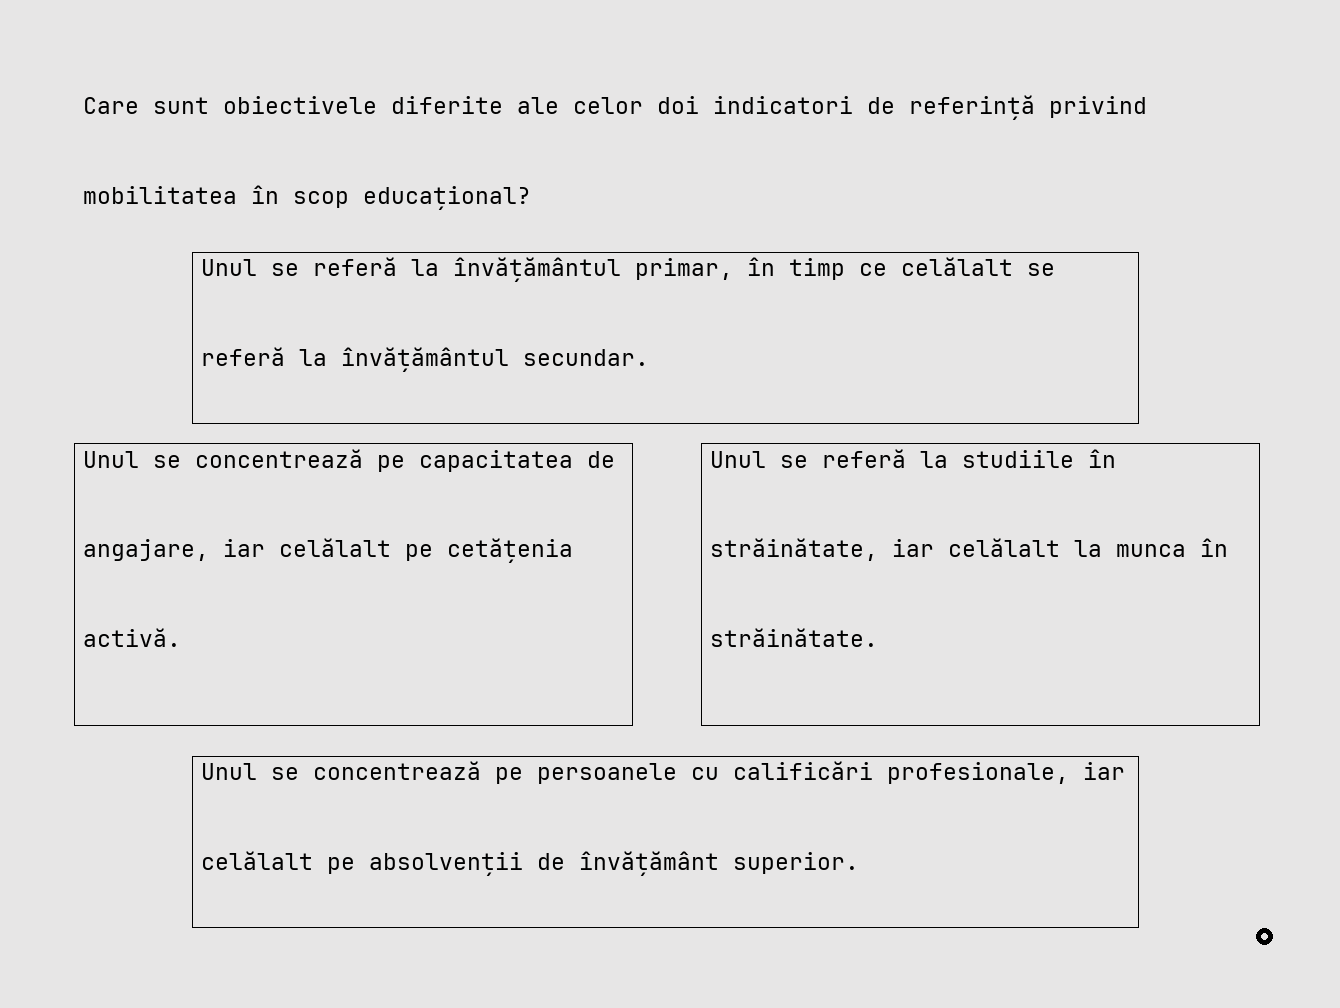 Care sunt obiectivele diferite ale celor doi indicatori de referință privind
mobilitatea în scop educațional?
Unul se referă la învățământul primar, în timp ce celălalt se
referă la învățământul secundar.
Unul se concentrează pe capacitatea de
angajare, iar celălalt pe cetățenia
activă.
Unul se referă la studiile în
străinătate, iar celălalt la munca în
străinătate.
Unul se concentrează pe persoanele cu calificări profesionale, iar
celălalt pe absolvenții de învățământ superior.